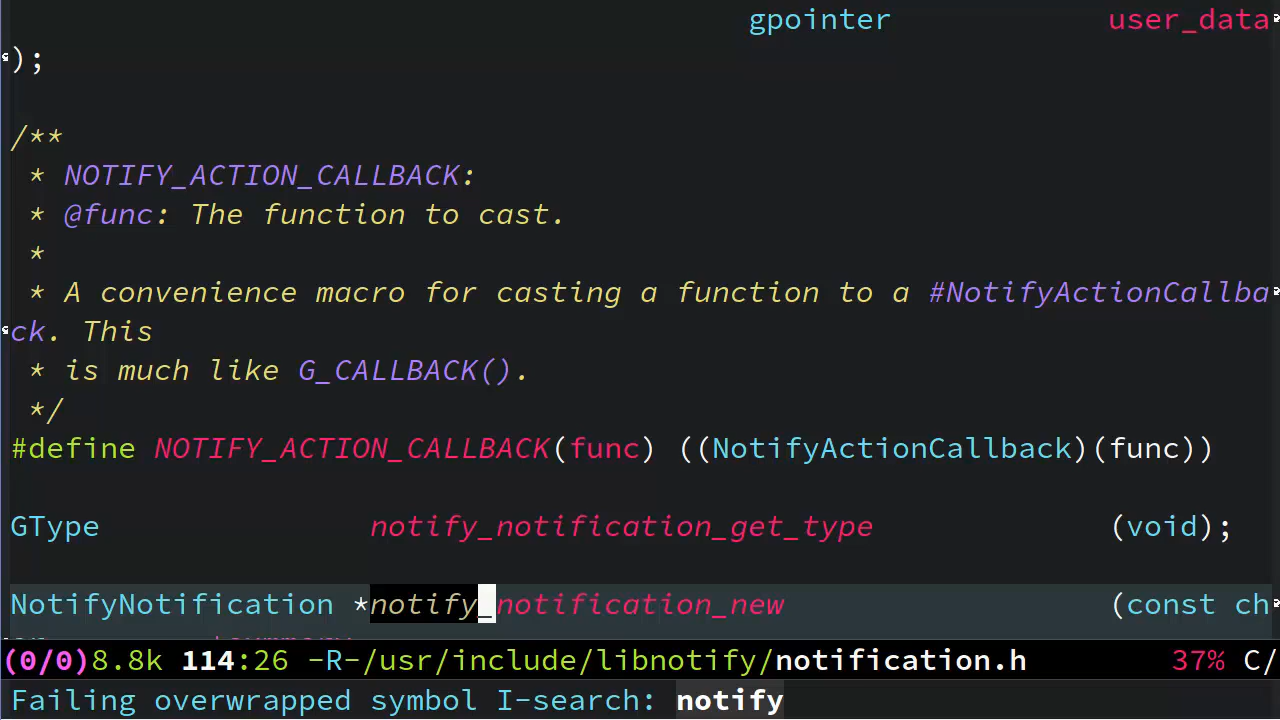 gpointer user_data
);
/**
* NOTIFY_ACTION_CALLBACK:
* @func: The function to cast.
*
* A convenience macro for casting a function to a #NotifyActionCallba
ck. This
* is much like G_CALLBACK().
*/
#define NOTIFY_ACTION_CALLBACK(func) ((NotifyActionCallback)(func))
GType notify_notification_get_type (void);
NotifyNotification *notify_notification_new (const ch
(0/0)8.8k 114:26 -R-/usr/include/libnotify/notification.h 37% C/
Failing overwrapped symbol I-search: notify